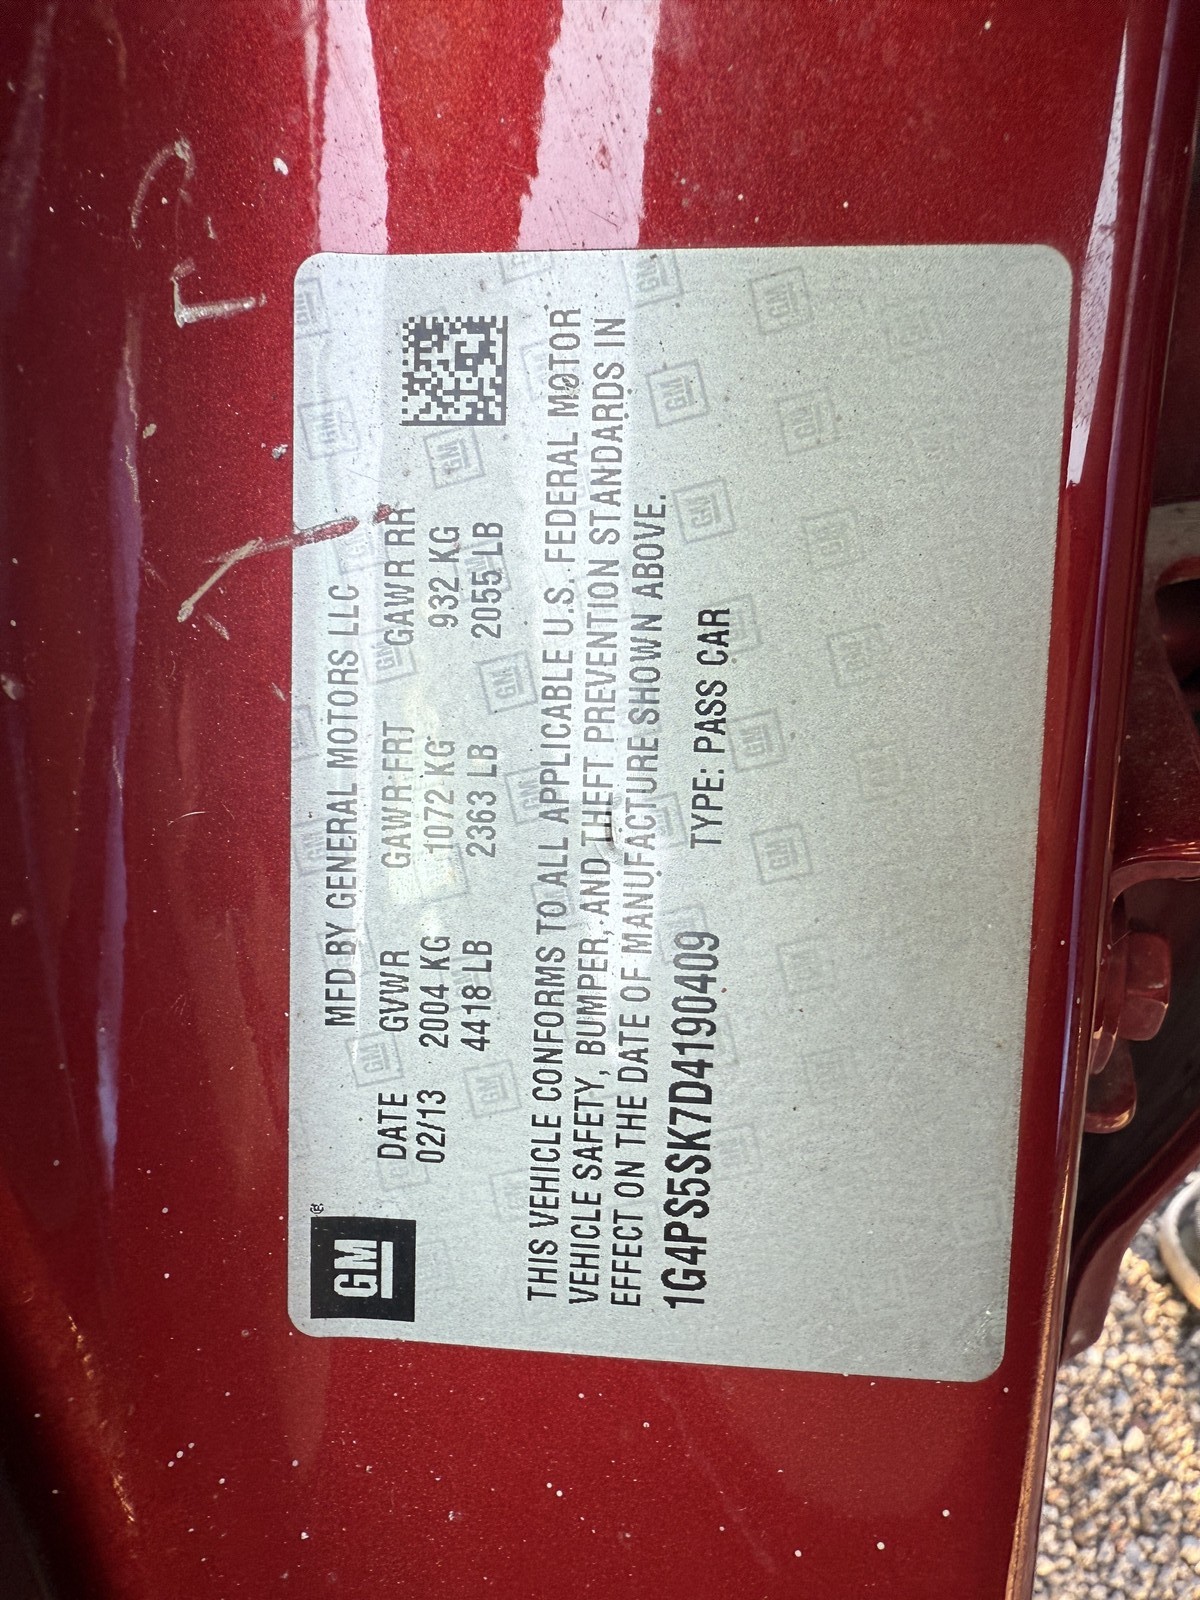 GM®
MFD BY GENERAL MOTORS LLC
DATE GVWR GAWR FRT GAWR RR
02/13 2004 KG 1072 KG 932 KG
4418 LB 2363 LB 2055 LB
THIS VEHICLE CONFORMS TO ALL APPLICABLE U.S. FEDERAL MOTOR
VEHICLE SAFETY, BUMPER, AND THEFT PREVENTION STANDARDS IN
EFFECT ON THE DATE OF MANUFACTURE SHOWN ABOVE.
1G4PS5SK7D4190409 TYPE: PASS CAR